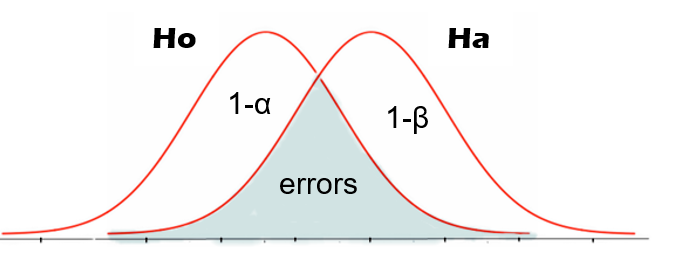 Ho
Ha
1-α
1-β
errors